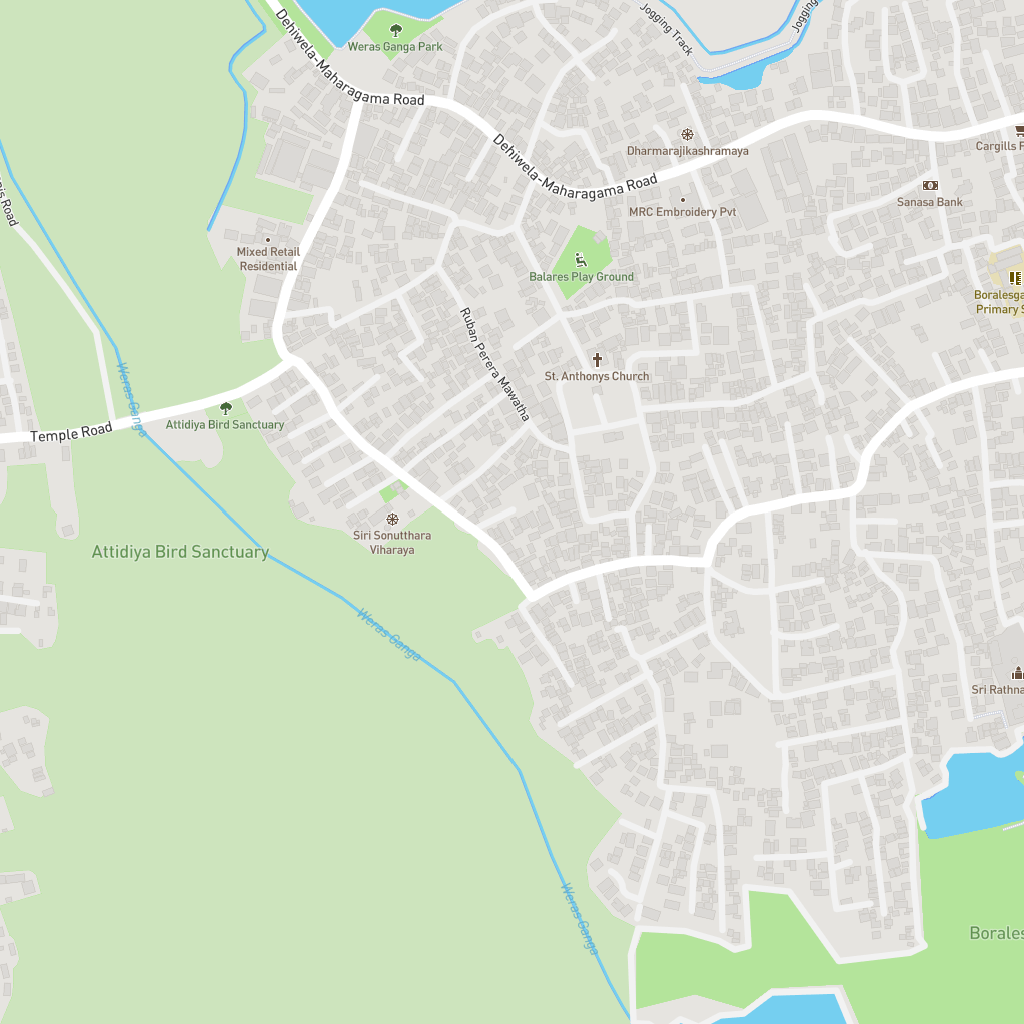 Jogging Track
Jogging
Dehiwela-Maharagama Road
Weras Ganga Park
Dehiwela-Maharagama Road
Dharmarajikashramaya
Cargills F
Sanasa Bank
MRC Embroidery Pvt
Mixed Retail
Residential
Balares Play Ground
Boralesga
Primary S
Ruban Perera Mawatha
St. Anthonys Church
Weras Ganga
Temple Road
Attidiya Bird Sanctuary
Siri Sonutthara
Viharaya
Attidiya Bird Sanctuary
Weras Ganga
Sri Rathna
Weras Ganga
Borales